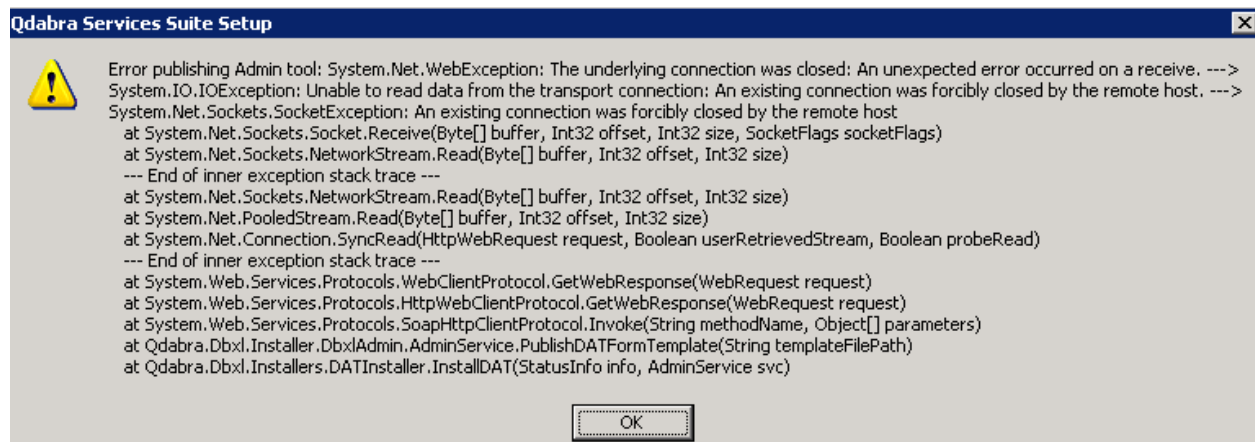 Qdabra Services Suite Setup
Error publishing Admin tool: System.Net.WebException: The underlying connection was closed: An unexpected error occurred on a receive. --->
System.IO.IOException: Unable to read data from the transport connection: An existing connection was forcibly closed by the remote host. --->
System.Net.Sockets.SocketException: An existing connection was forcibly closed by the remote host
at System.Net.Sockets.Socket.Receive(Byte[] buffer, Int32 offset, Int32 size, SocketFlags socketFlags)
at System.Net.Sockets.NetworkStream.Read(Byte[] buffer, Int32 offset, Int32 size)
--- End of inner exception stack trace ---
at System.Net.Sockets.NetworkStream.Read(Byte[] buffer, Int32 offset, Int32 size)
at System.Net.PooledStream.Read(Byte[] buffer, Int32 offset, Int32 size)
at System.Net.Connection.SyncRead(HttpWebRequest request, Boolean userRetrievedStream, Boolean probeRead)
--- End of inner exception stack trace ---
at System.Web.Services.Protocols.WebClientProtocol.GetWebResponse(WebRequest request)
at System.Web.Services.Protocols.HttpWebClientProtocol.GetWebResponse(WebRequest request)
at System.Web.Services.Protocols.SoapHttpClientProtocol.Invoke(String methodName, Object[] parameters)
at Qdabra.Dbxl.Installer.DbxlAdmin.AdminService.PublishDATFormTemplate(String templateFilePath)
at Qdabra.Dbxl.Installers.DATInstaller.InstallDAT(StatusInfo info, AdminService svc)
OK